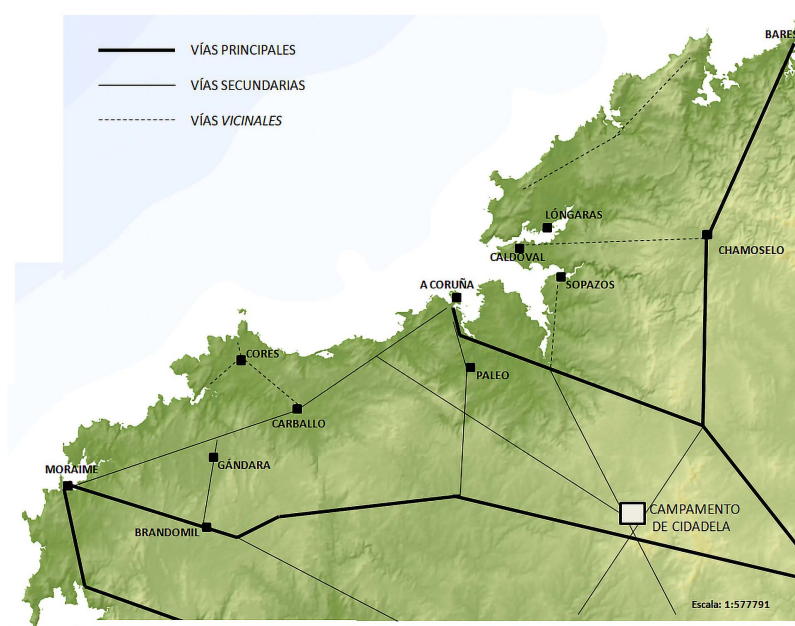 BARES
VÍAS PRINCIPALES
VÍAS SECUNDARIAS
VÍAS VICINALES
LÓNGARAS
CHAMOSELO
CALDOVAL
SOPAZOS
A CORUÑA
CORES
PALEO
CARBALLO
GÁNDARA
MORAIME
CAMPAMENTO
DE CIDADELA
BRANDOMIL
Escala: 1:577791